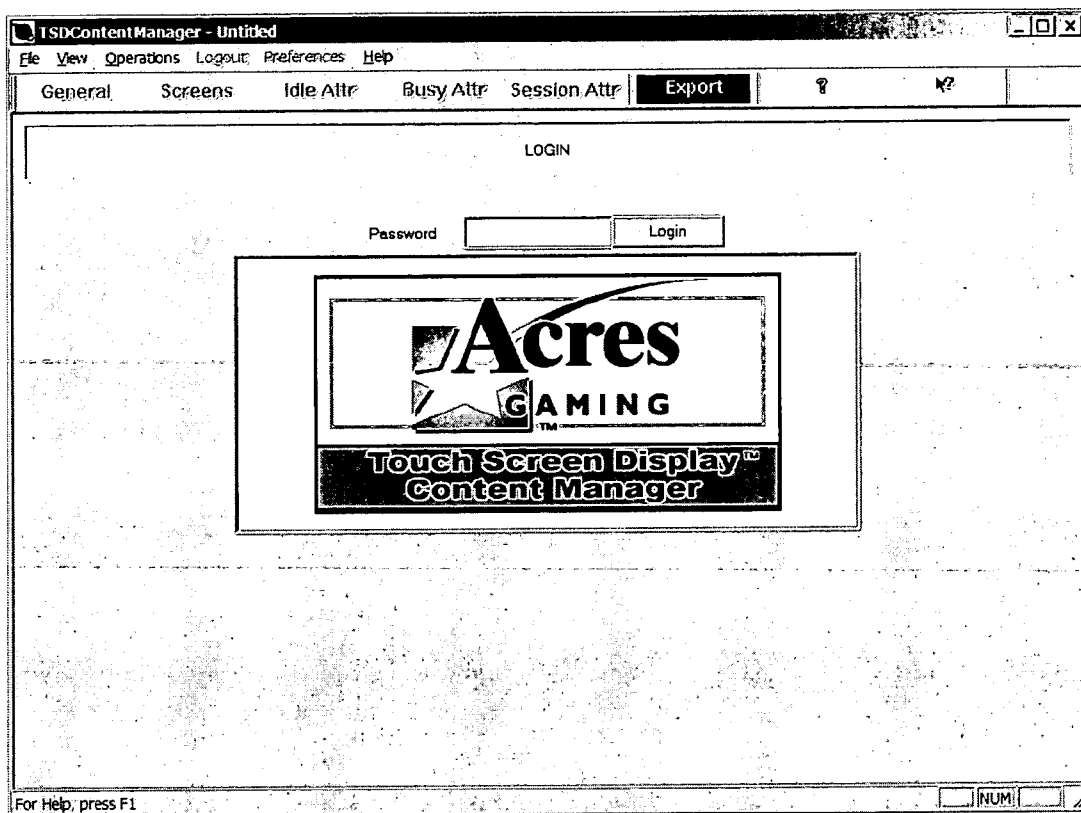 TSDContentManager - Untitled
File View Operations Logout Preferences Help
General Screens Idle Attr Busy Attr Session Attr Export ? ?
LOGIN
Password Login
Acres
GAMING
TM
Touch Screen Display™
Content Manager
For Help, press F1 NUM